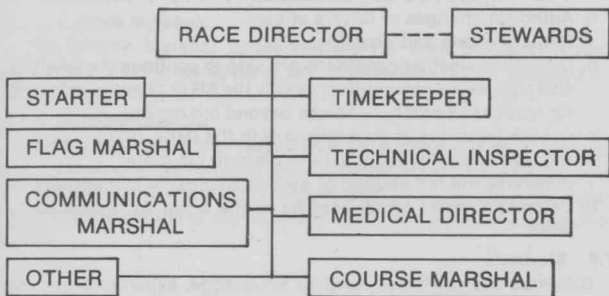 RACE DIRECTOR
STEWARDS
STARTER
TIMEKEEPER
FLAG MARSHAL
TECHNICAL INSPECTOR
COMMUNICATIONS
MARSHAL
MEDICAL DIRECTOR
OTHER
COURSE MARSHAL